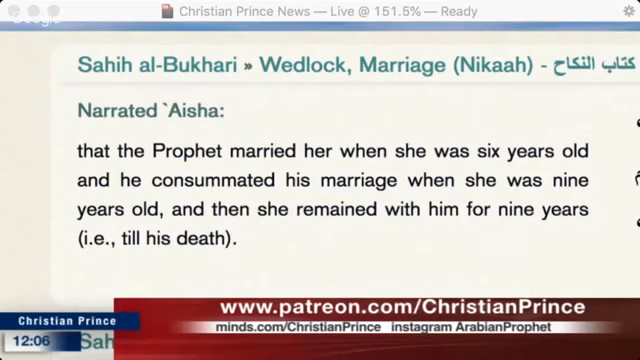 Christian Prince News — Live @ 151.5% — Ready
Google
Sahih al-Bukhari » Wedlock, Marriage (Nikaah) - كتاب النكاح
Narrated `Aisha:
that the Prophet married her when she was six years old
and he consummated his marriage when she was nine
years old, and then she remained with him for nine years
(i.e., till his death).
www.patreon.com/ChristianPrince
Christian Prince
minds.com/ChristianPrince instagram ArabianProphet
12:06
Sah